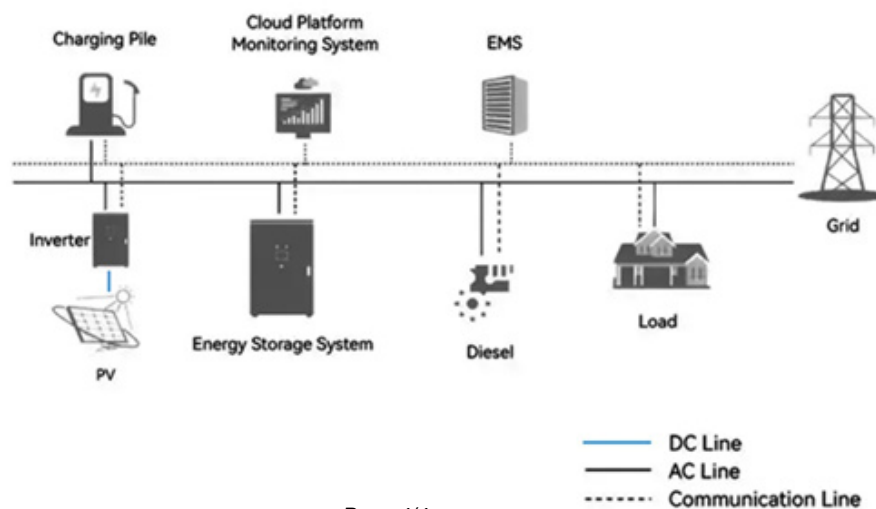 Charging Pile
Cloud Platform
Monitoring System
EMS
Inverter
Grid
PV
Energy Storage System
Diesel
Load
DC Line
AC Line
Communication Line